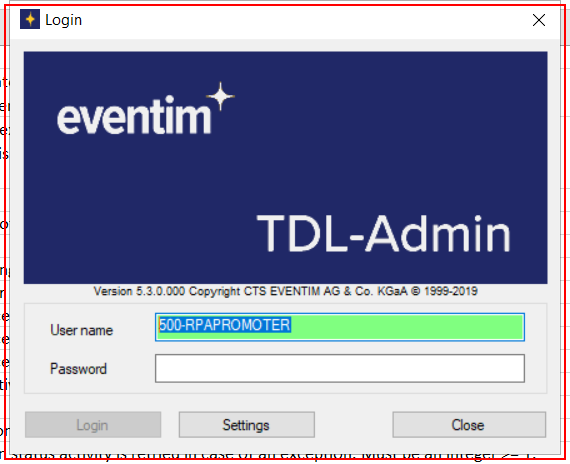 Login
eventim
TDL-Admin
Version 5.3.0.000 Copyright CTS EVENTIM AG & Co. KGaA © 1999-2019
User name
500-RPAPROMOTER
Password
Login
Settings
Close
status activity is retried in case of an exception. Must be an integer >= 1.